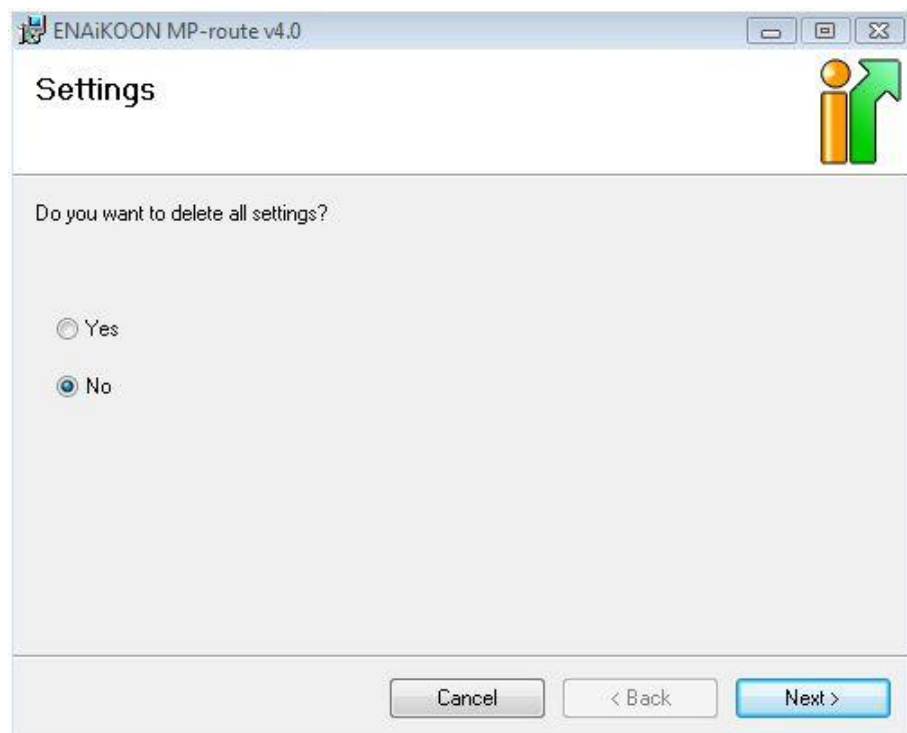 ENAiKOON MP-route v4.0
Settings
Do you want to delete all settings?
Yes
No
Cancel
< Back
Next >